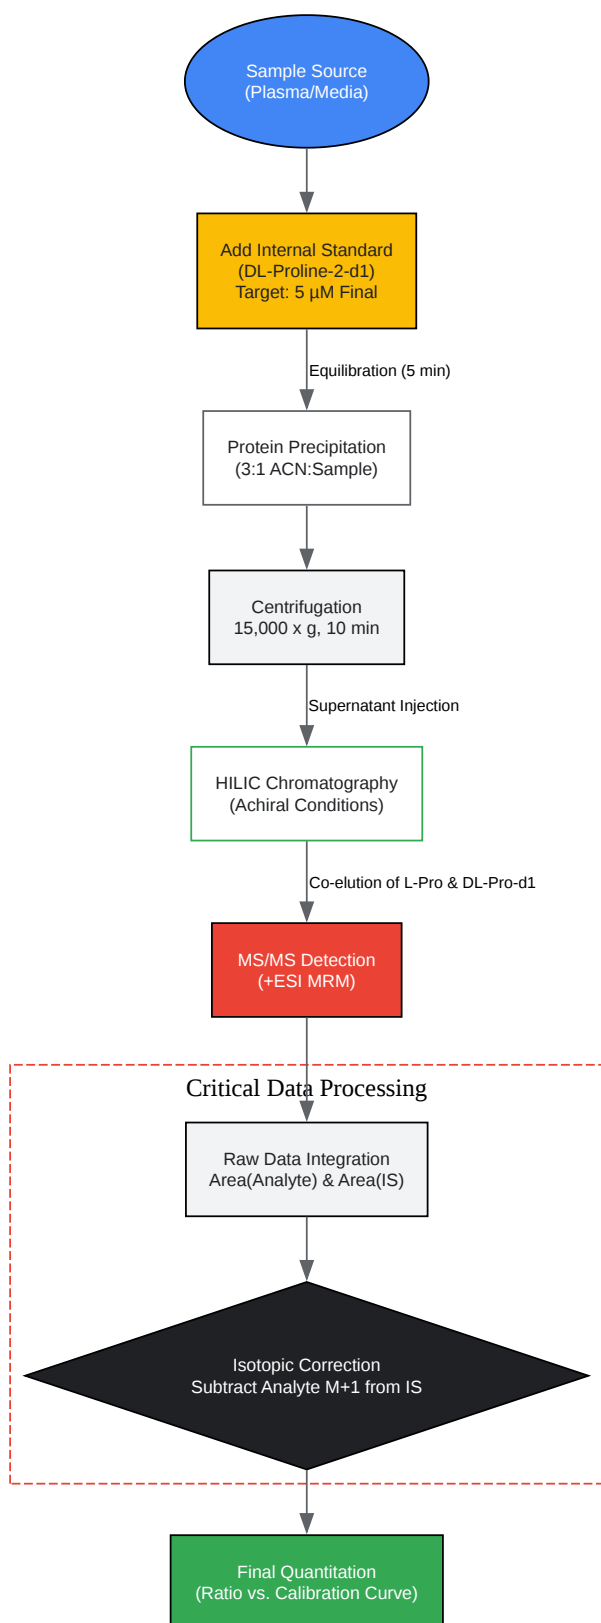 Sample Source
(Plasma/Media)
Add Internal Standard
(DL-Proline-2-d1)
Target: 5 µM Final
Equilibration (5 min)
Protein Precipitation
(3:1 ACN:Sample)
Centrifugation
15,000 x g, 10 min
Supernatant Injection
HILIC Chromatography
(Achiral Conditions)
Co-elution of L-Pro & DL-Pro-d1
MS/MS Detection
(+ESI MRM)
Critical Data Processing
Raw Data Integration
Area(Analyte) & Area(IS)
Isotopic Correction
Subtract Analyte M+1 from IS
Final Quantitation
(Ratio vs. Calibration Curve)